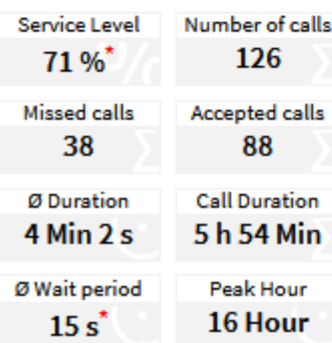 Service Level
71 %*
Number of calls
126
Missed calls
38
Accepted calls
88
Ø Duration
4 Min 2 s
Call Duration
5 h 54 Min
Ø Wait period
15 s*
Peak Hour
16 Hour